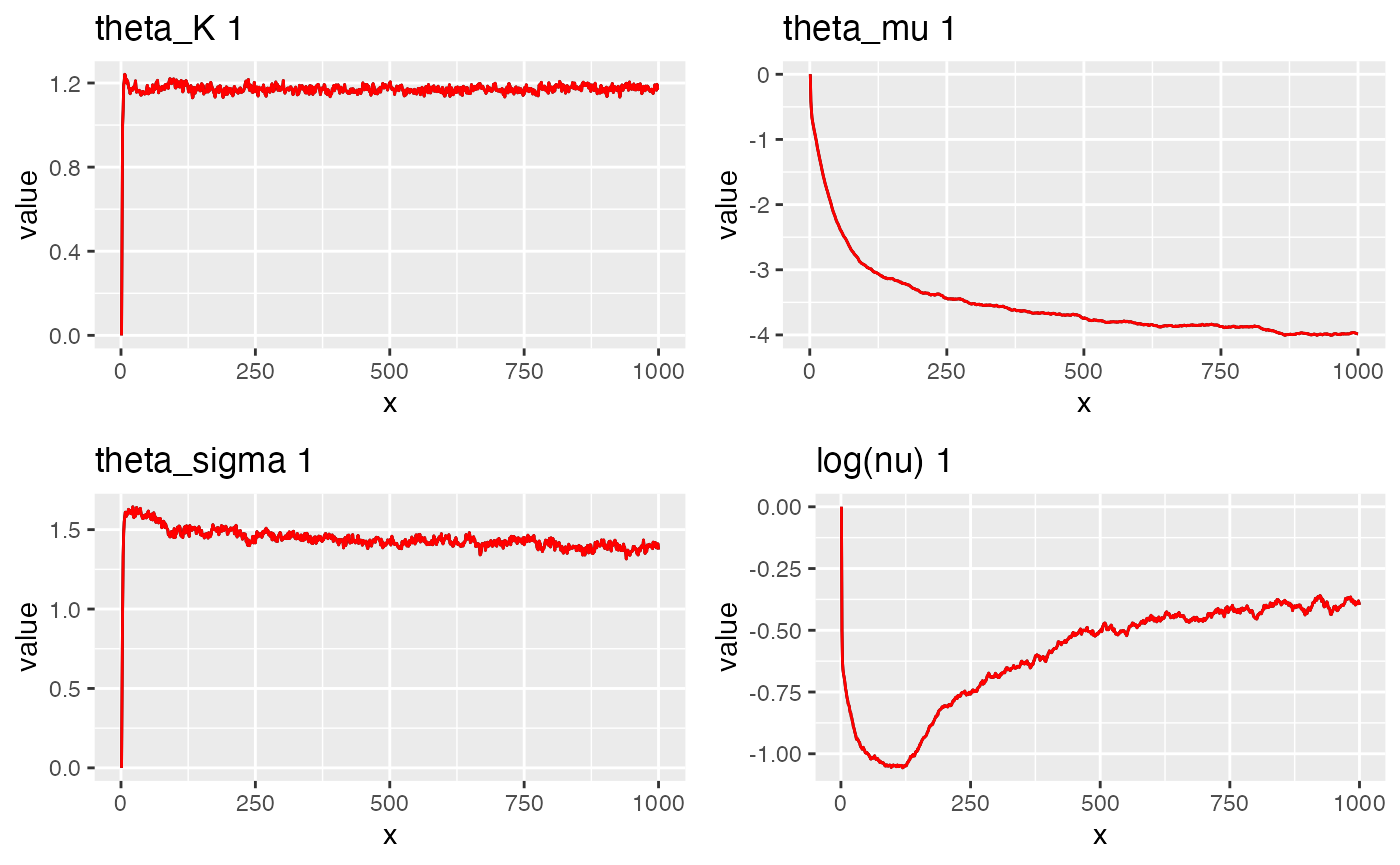 theta_K 1
value
1.2
0.8
0.4
0.0
0 250 500 750 1000
x
theta_mu 1
value
0
-1
-2
-3
-4
0 250 500 750 1000
x
theta_sigma 1
value
1.5
1.0
0.5
0.0
0 250 500 750 1000
x
log(nu) 1
value
0.00
-0.25
-0.50
-0.75
-1.00
0 250 500 750 1000
x